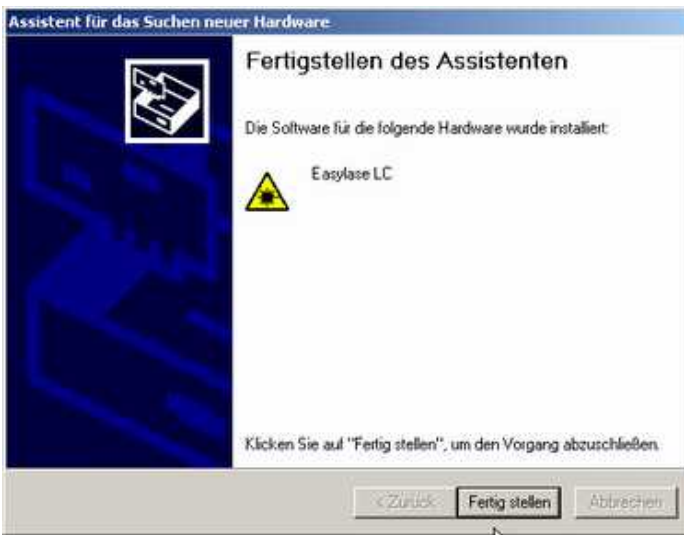 Assistent für das Suchen neuer Hardware
Fertigstellen des Assistenten
Die Software für die folgende Hardware wurde installiert:
Easylase LC
Klicken Sie auf "Fertig stellen", um den Vorgang abzuschließen.
< Zurück Fertig stellen Abbrechen